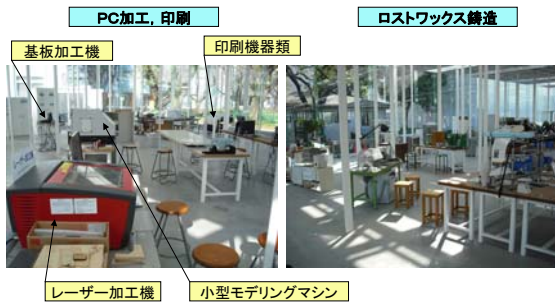 PC加工, 印刷
ロストワックス鋳造
基板加工機
印刷機器類
レーザー加工機
小型モデリングマシン